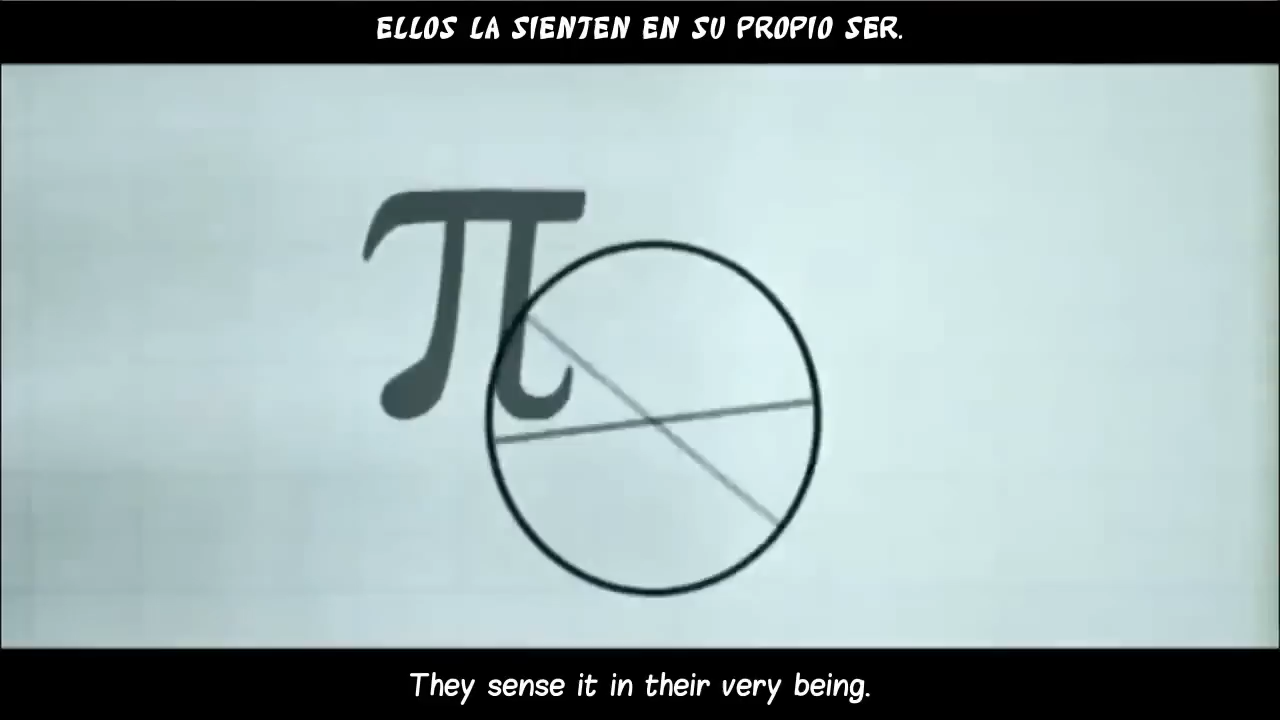 ELLOS LA SIENTEN EN SU PROPIO SER.
π
They sense it in their very being.